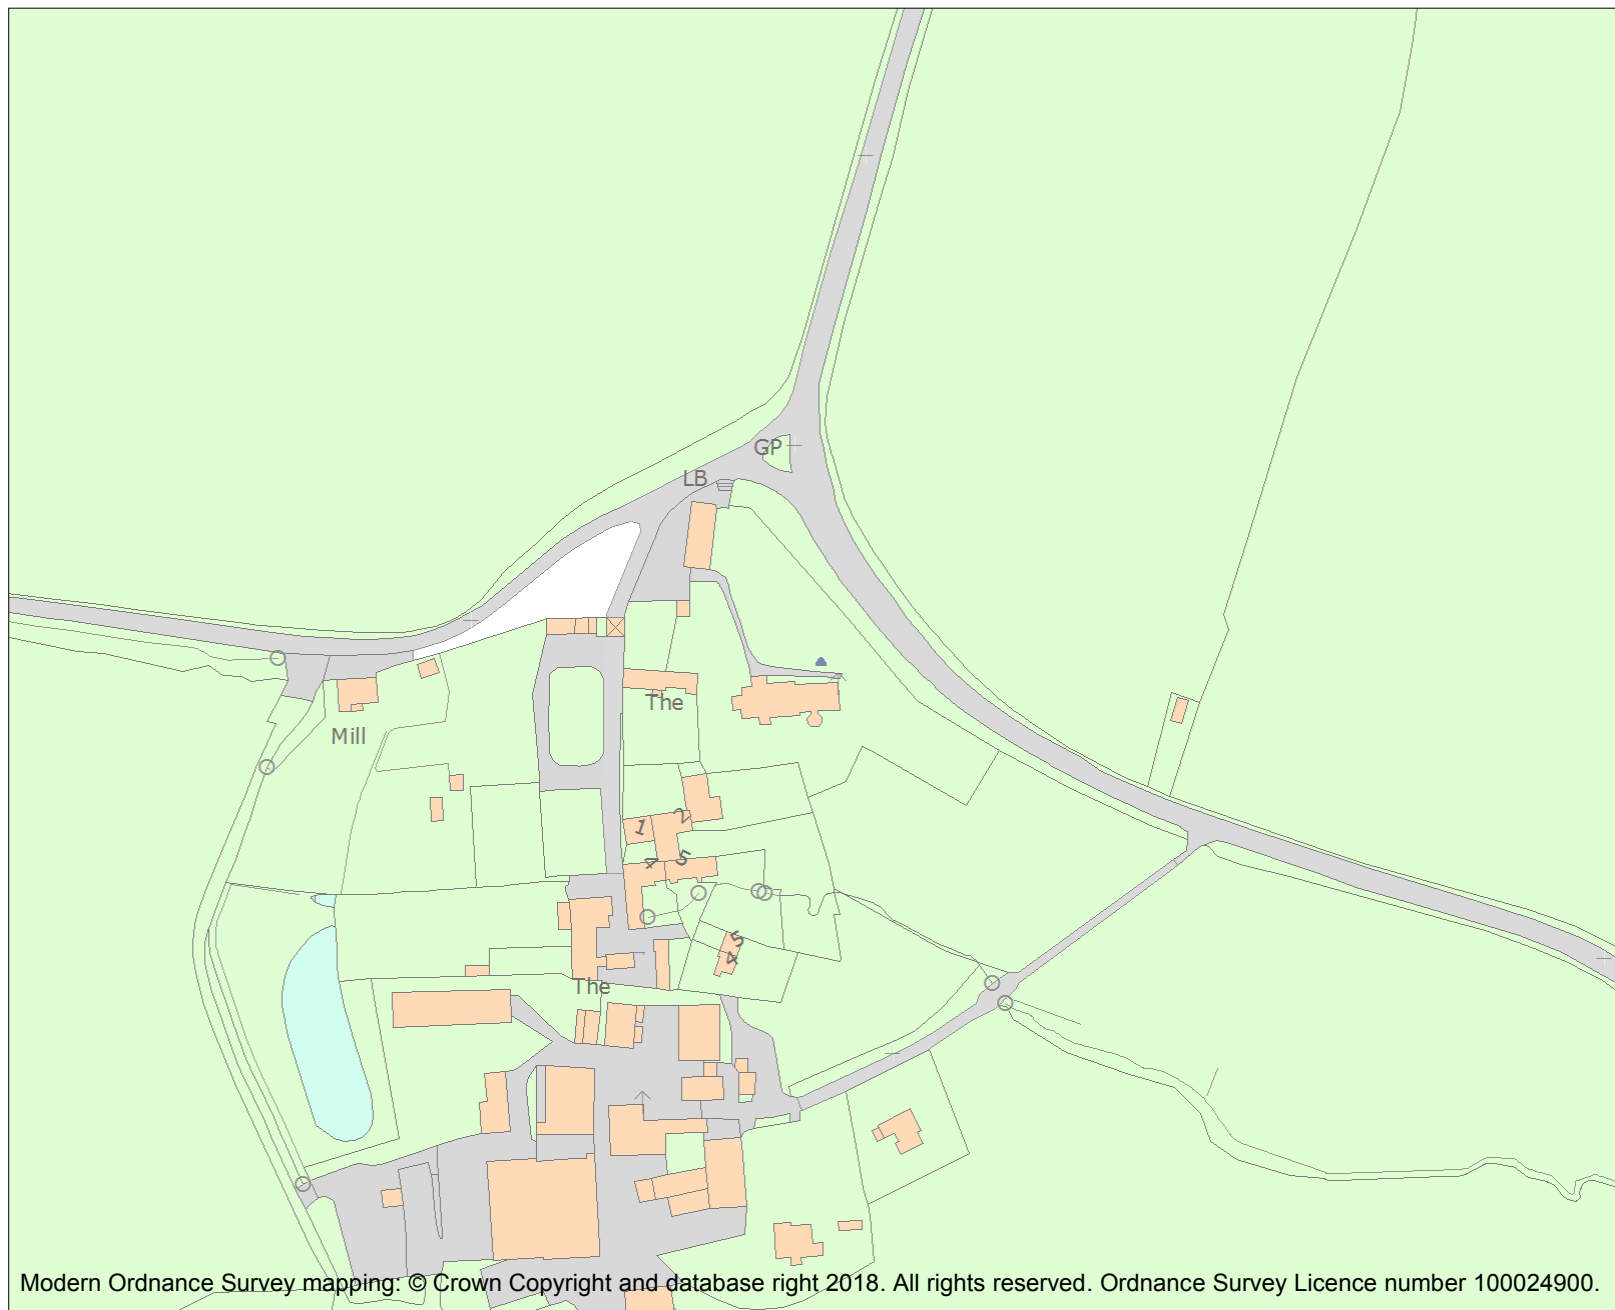 GP
LB
The
Mill
1
2
4
5
5
4
The
Modern Ordnance Survey mapping: © Crown Copyright and database right 2018. All rights reserved. Ordnance Survey Licence number 100024900.